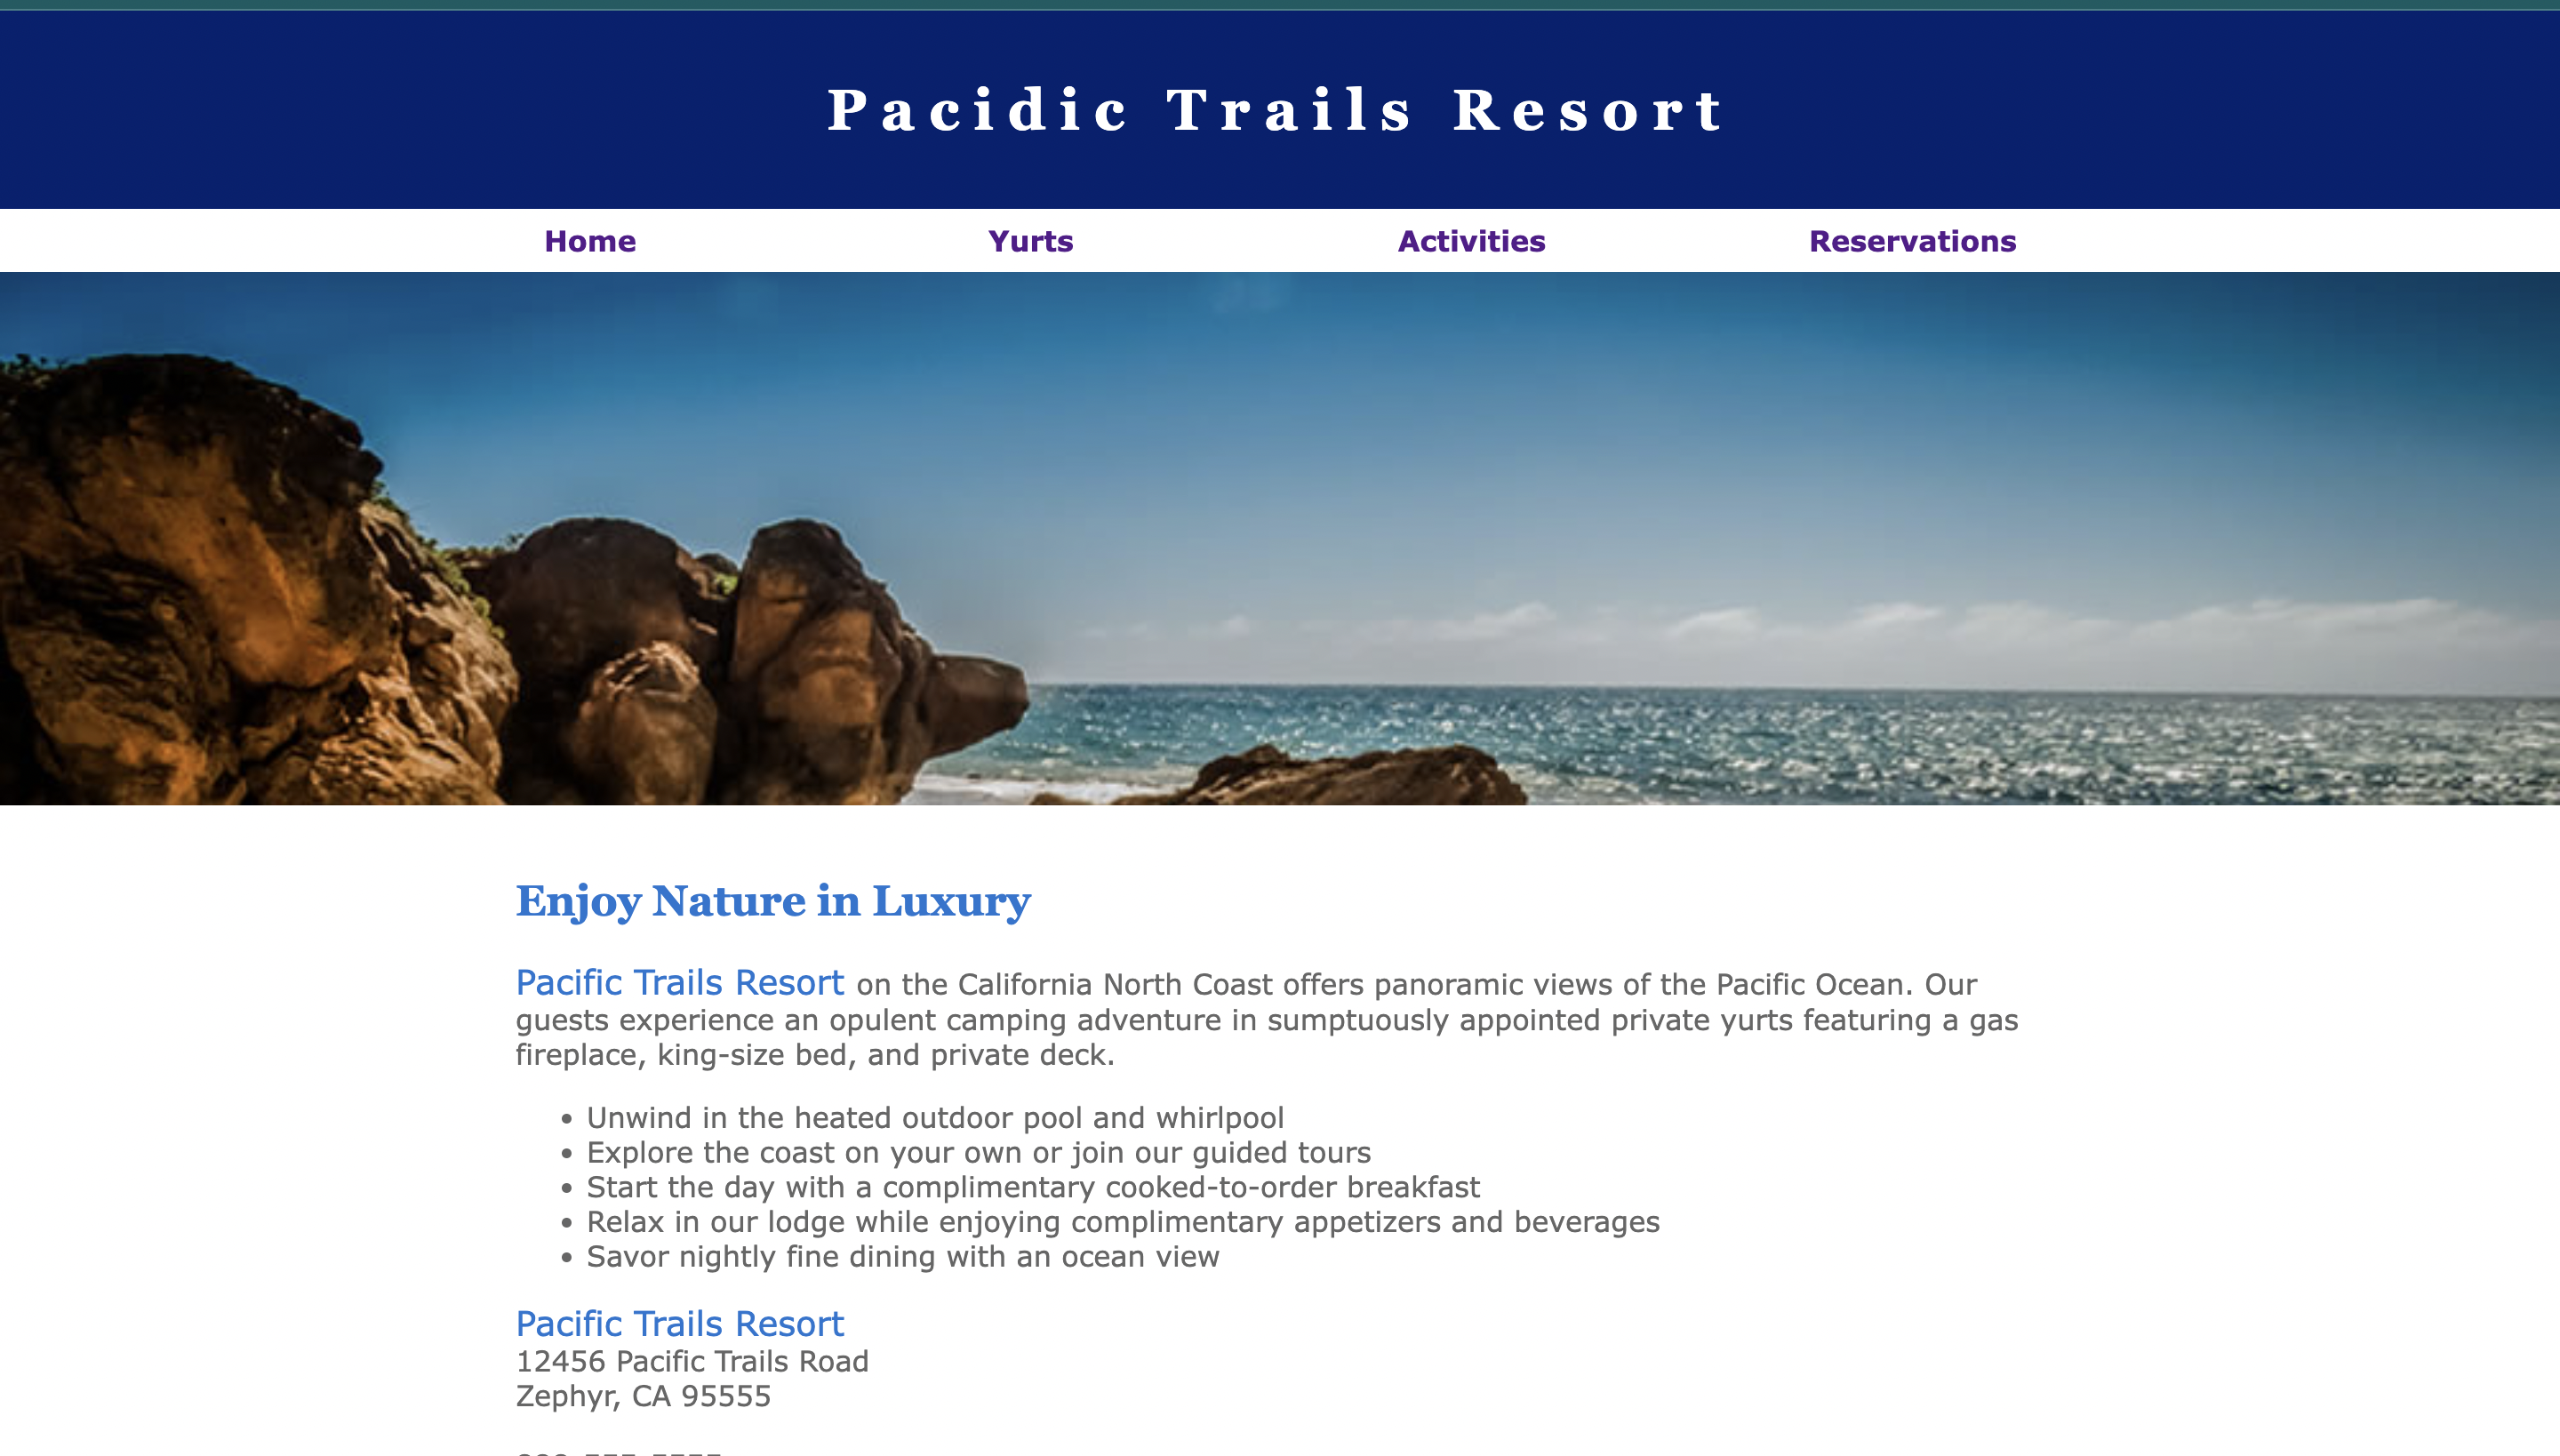 Pacidic Trails Resort
Home Yurts Activities Reservations
Enjoy Nature in Luxury
Pacific Trails Resort on the California North Coast offers panoramic views of the Pacific Ocean. Our
guests experience an opulent camping adventure in sumptuously appointed private yurts featuring a gas
fireplace, king-size bed, and private deck.
• Unwind in the heated outdoor pool and whirlpool
• Explore the coast on your own or join our guided tours
• Start the day with a complimentary cooked-to-order breakfast
• Relax in our lodge while enjoying complimentary appetizers and beverages
• Savor nightly fine dining with an ocean view
Pacific Trails Resort
12456 Pacific Trails Road
Zephyr, CA 95555